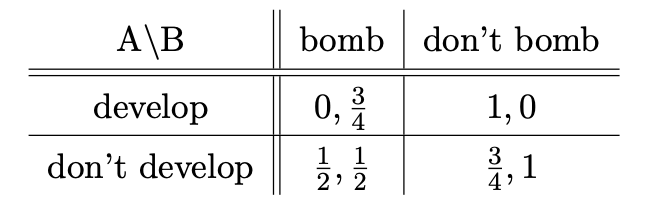 A\B bomb don't bomb
develop 0, 3/4 1, 0
don't develop 1/2, 1/2 3/4, 1